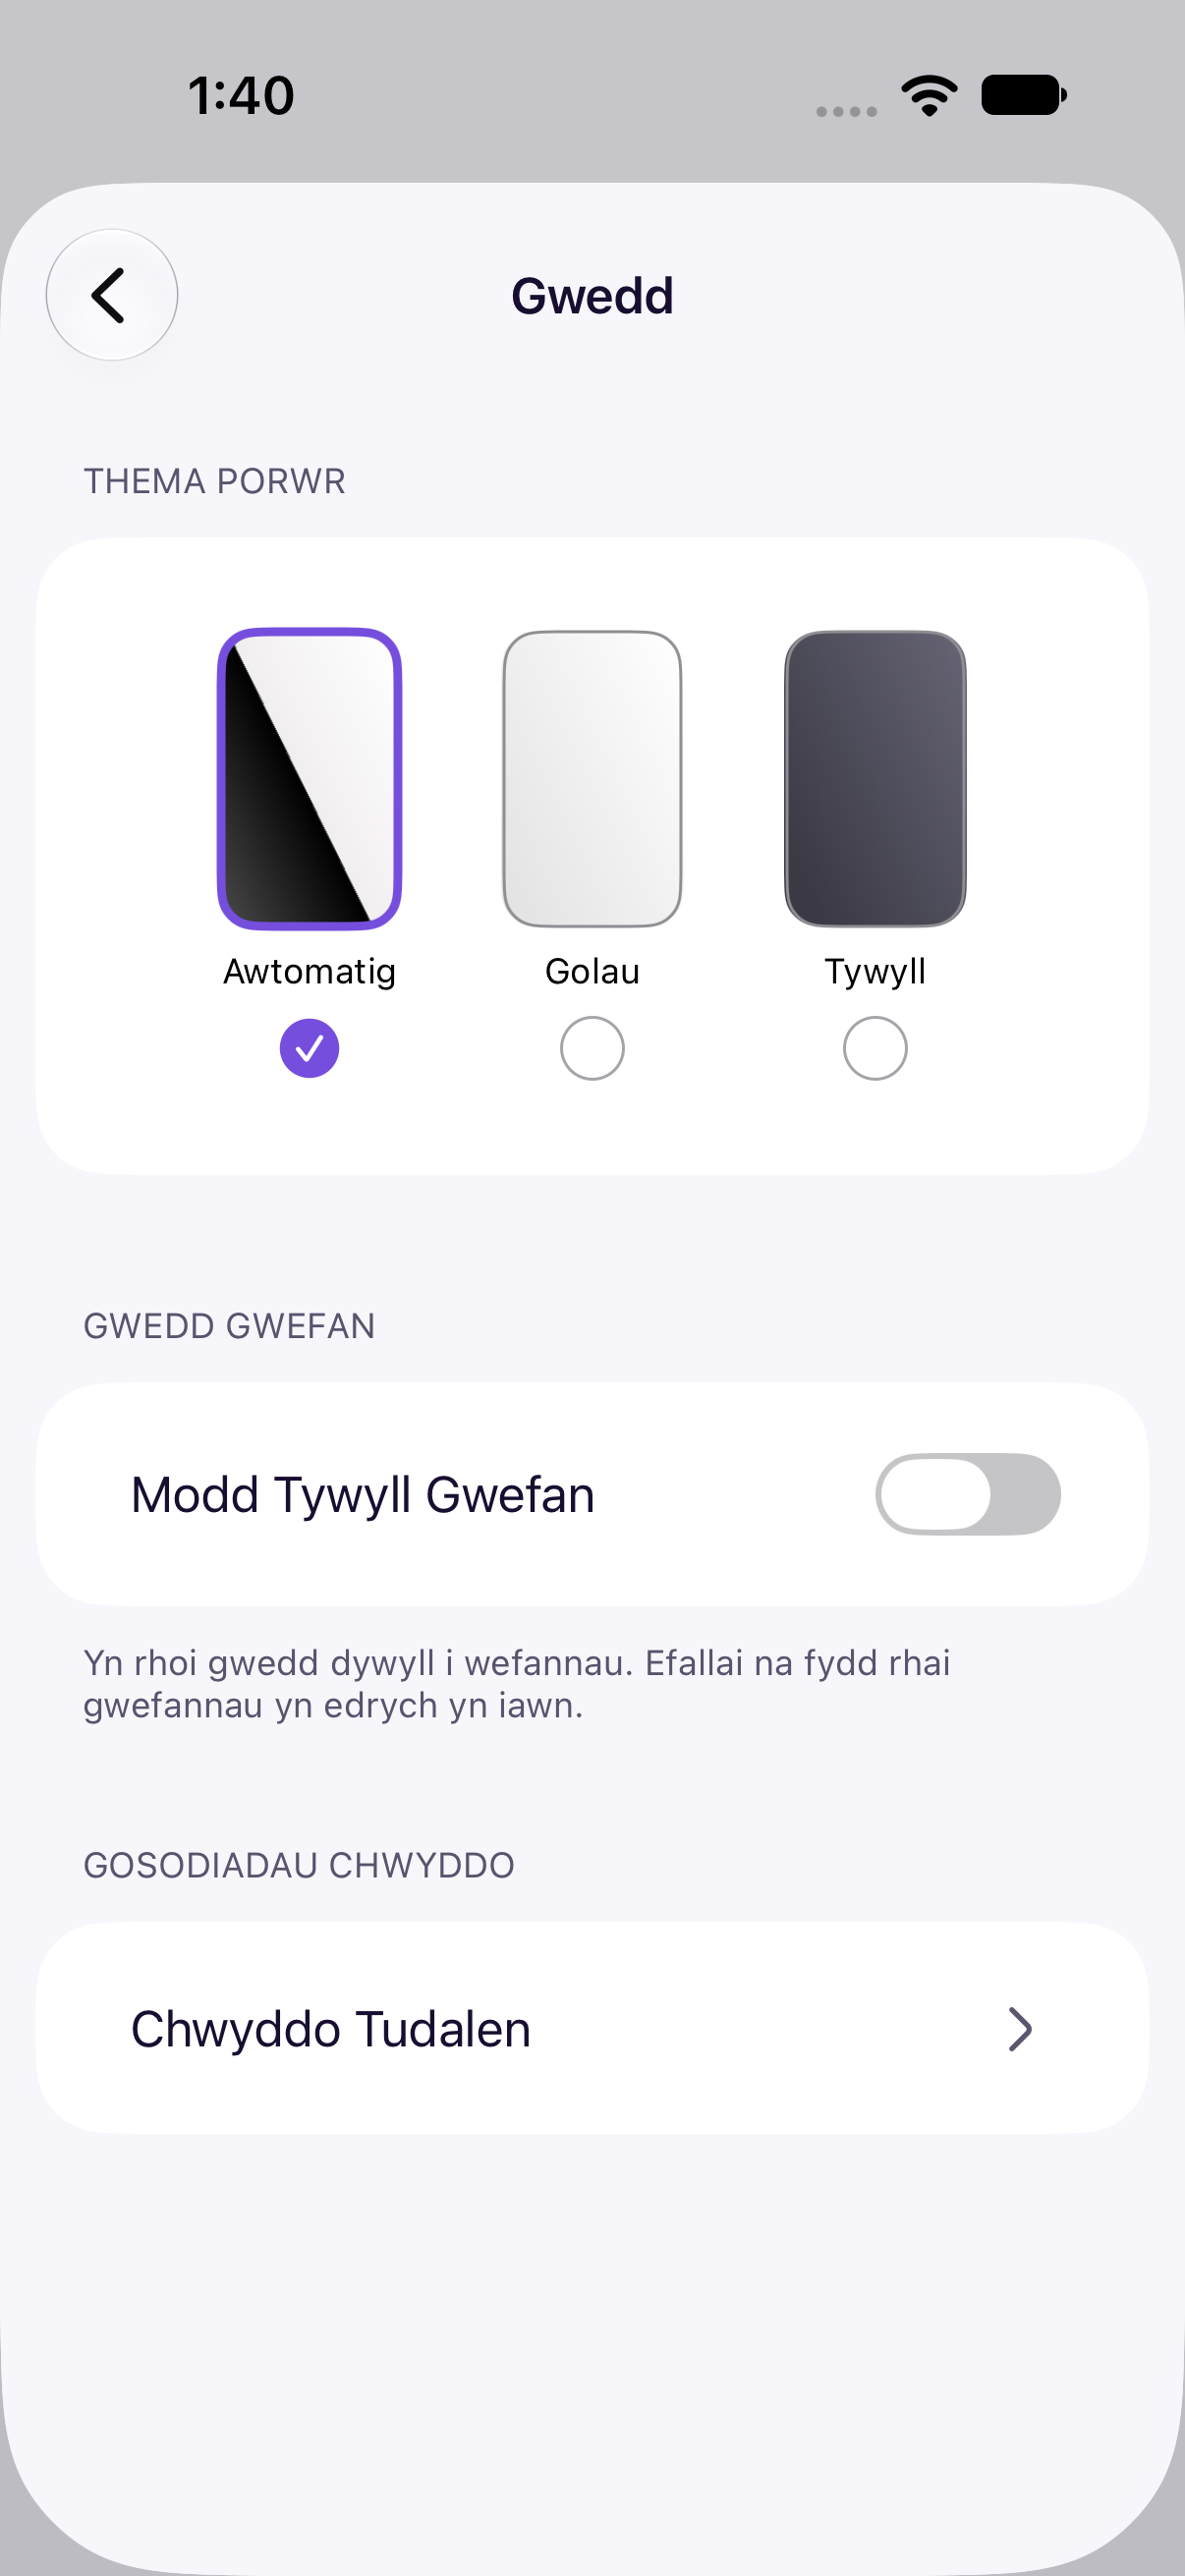 1:40
Gwedd
THEMA PORWR
Awtomatig
Golau
Tywyll
GWEDD GWEFAN
Modd Tywyll Gwefan
Yn rhoi gwedd dywyll i wefannau. Efallai na fydd rhai
gwefannau yn edrych yn iawn.
GOSODIADAU CHWYDDO
Chwyddo Tudalen